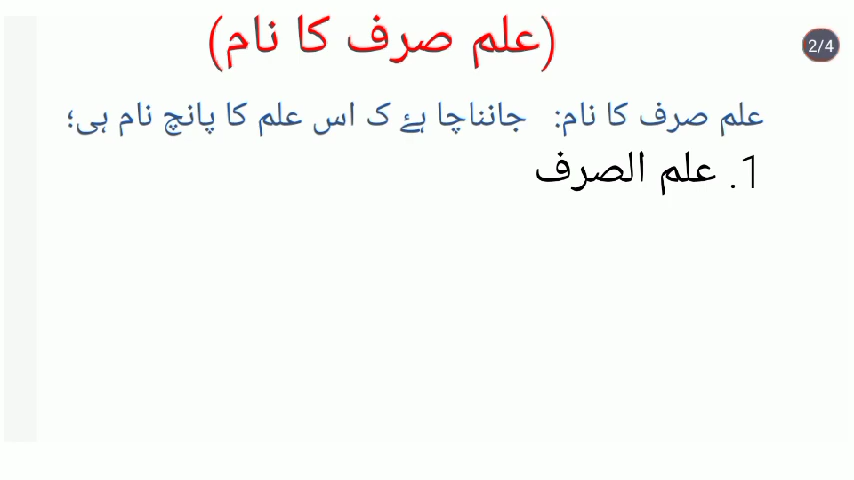 (علم صرف کا نام)
2/4
علم صرف کا نام: جانناچا ہئے ک اس علم کا پانچ نام ہی؛
1. علم الصرف